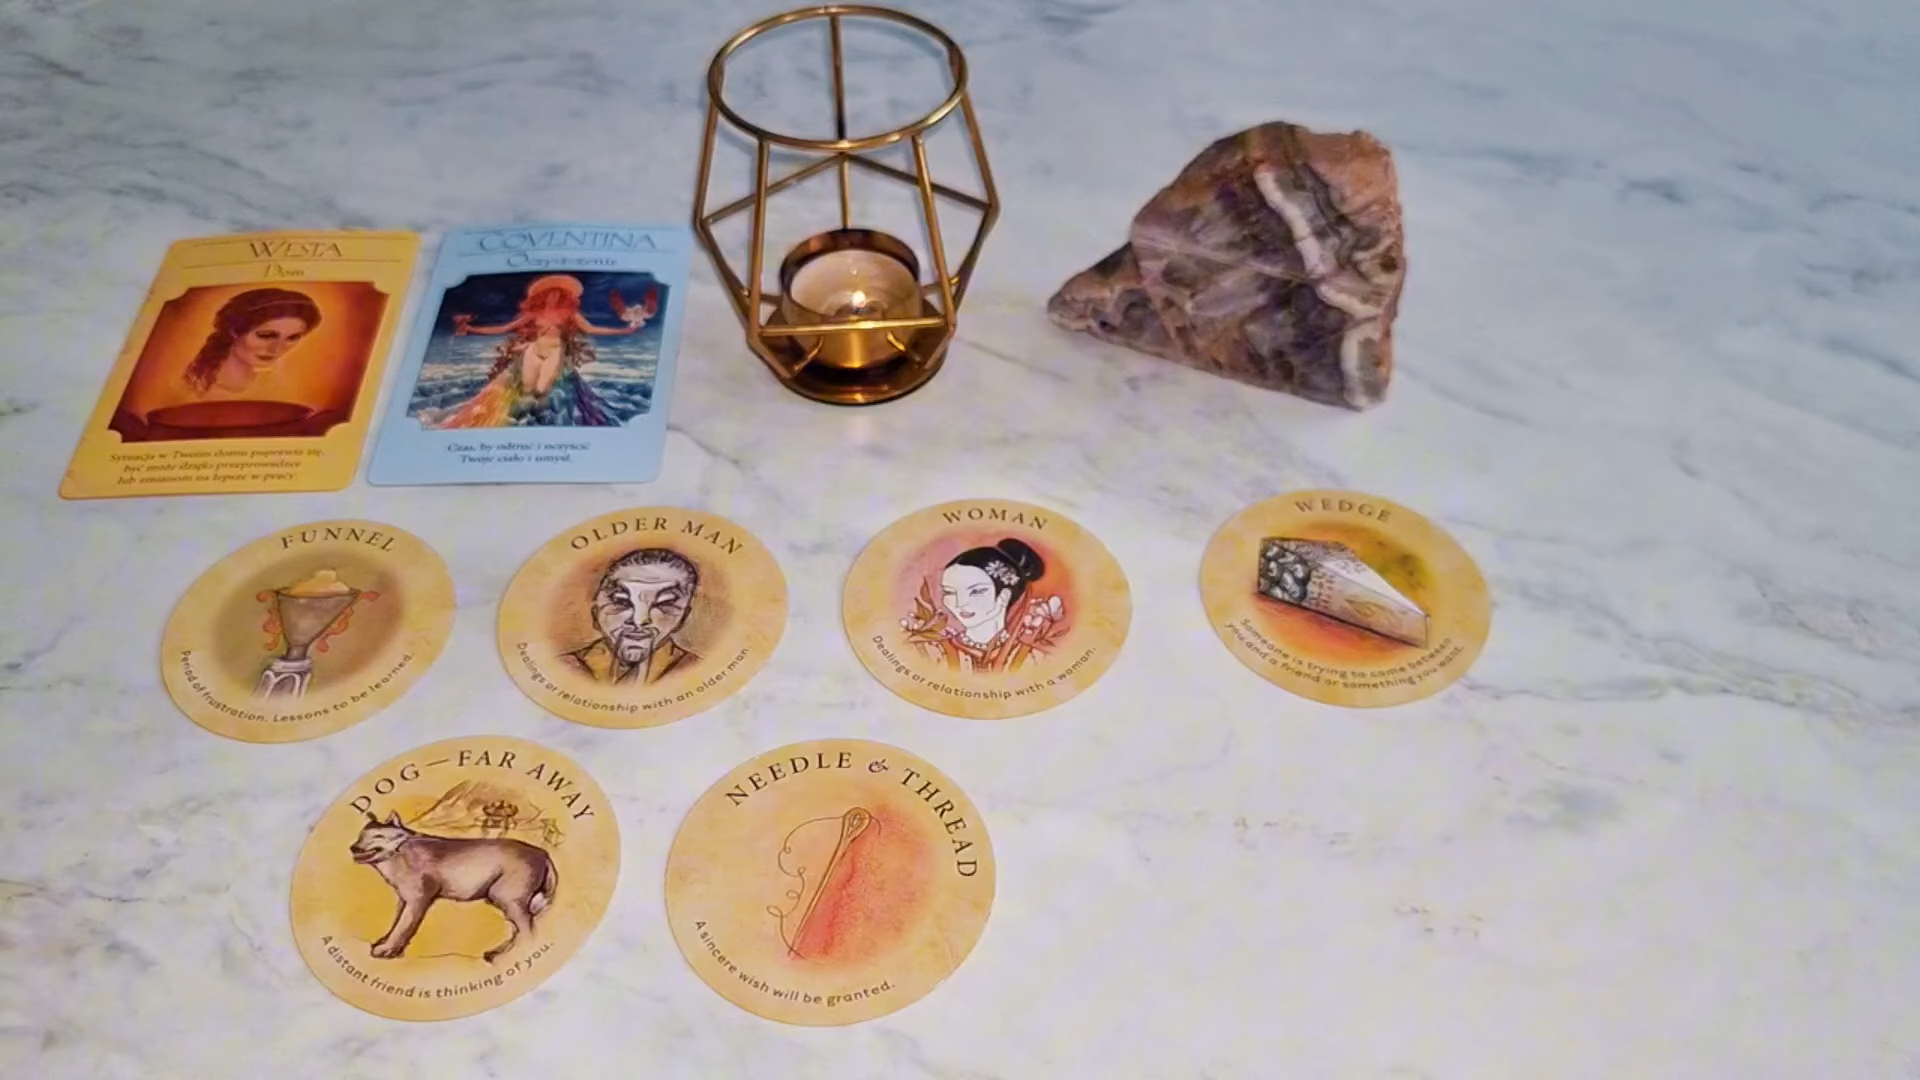 WESTA
Dom
Sytuacja w Twoim domu poprawia się,
być może dzięki przeprowadzce
lub zmianom na lepsze w pracy.
COVENTINA
Oczyszczenie
Czas, by odtruć i oczyścić
Twoje ciało i umysł.
FUNNEL
Period of frustration. Lessons to be learned.
OLDER MAN
Dealings or relationship with an older man.
WOMAN
Dealings or relationship with a woman.
WEDGE
Someone is trying to come between
you and a friend or something you want.
DOG—FAR AWAY
A distant friend is thinking of you.
NEEDLE & THREAD
A sincere wish will be granted.